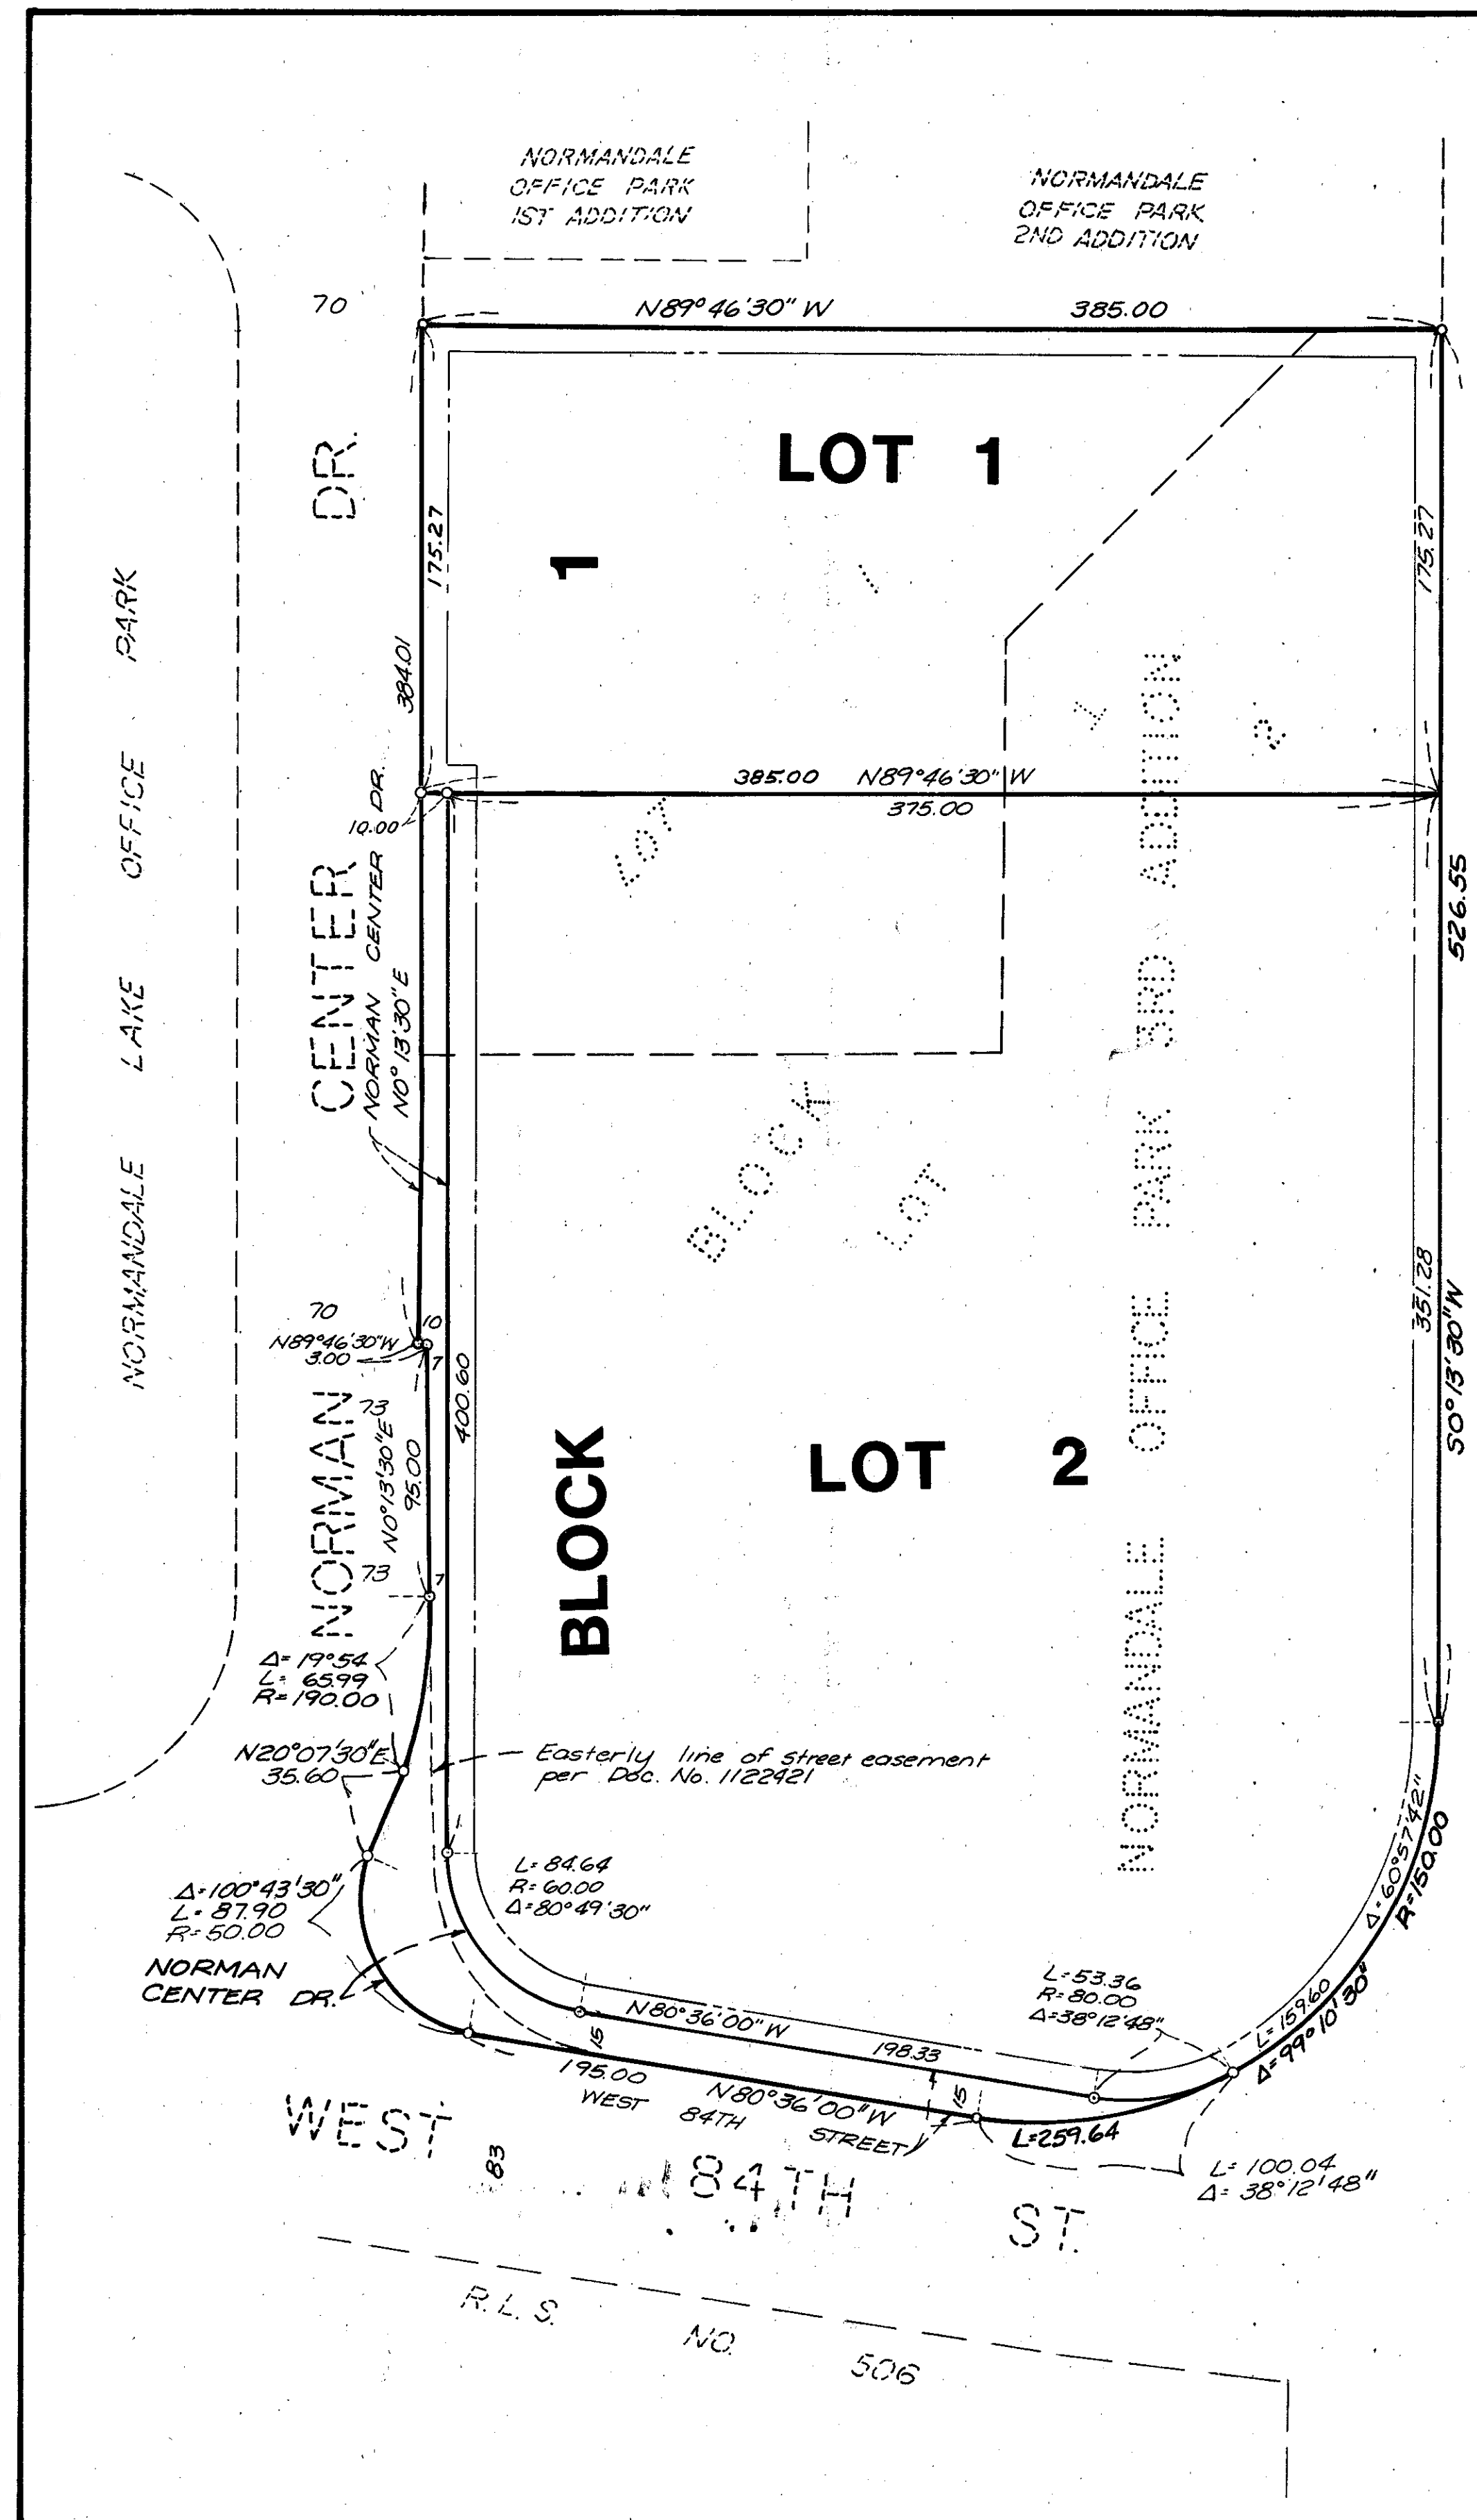 NORMANDALE
OFFICE PARK
1ST ADDITION
NORMANDALE
OFFICE PARK
2ND ADDITION
70
N89°46'30"W
385.00
DR.
LOT 1
175.27
1
1
175.27
NORMANDALE LAKE OFFICE PARK
384.01
385.00 N89°46'30"W
375.00
10.00
CENTER
NORMAN CENTER DR.
N0°13'30"E
LOT
1
2
526.55
BLOCK
LOT
NORMANDALE OFFICE PARK 3RD ADDITION
351.28
S0°13'30"W
70
N89°46'30"W
3.00
10
7
400.60
73
N0°13'30"E
95.00
NORMAN
73
7
BLOCK
LOT 2
Δ=19°54
L=65.99
R=190.00
N20°07'30"E
35.60
Easterly line of street easement
per Doc. No. 1122421
Δ=100°43'30"
L=87.90
R=50.00
L=84.64
R=60.00
Δ=80°49'30"
NORMAN
CENTER DR.
Δ=60°57'42"
R=150.00
L=159.60
Δ=99°10'30"
L=53.36
R=80.00
Δ=38°12'48"
N80°36'00"W
198.33
15
195.00
N80°36'00"W
15
WEST 84TH STREET
L=259.64
L=100.04
Δ=38°12'48"
WEST 84TH ST.
83
R.L.S. NO. 506